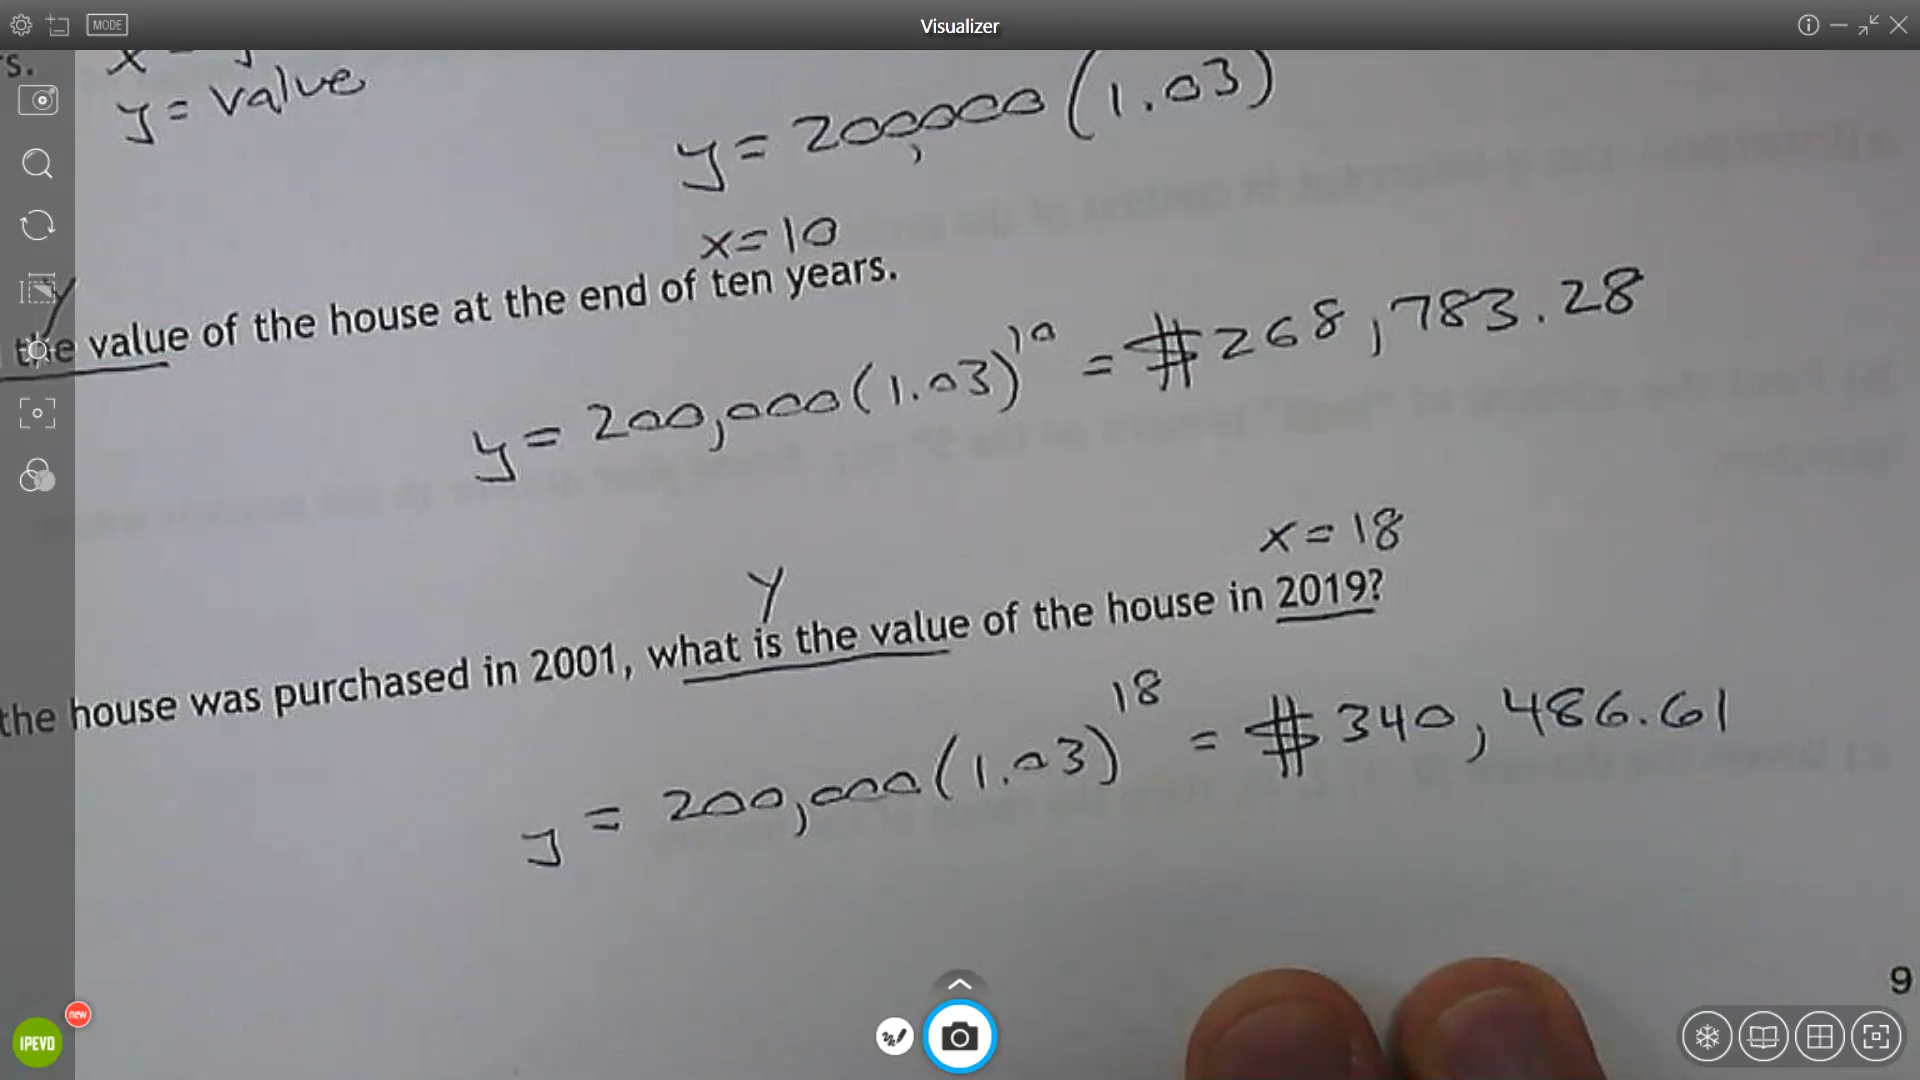 MODE
Visualizer
s.
y = value
y = 200,000 (1.03)
x = 10
y
the value of the house at the end of ten years.
y = 200,000 (1.03)^10 = $268,783.28
x = 18
y
the house was purchased in 2001, what is the value of the house in 2019?
y = 200,000 (1.03)^18 = $340,486.61
9
new
IPEVO